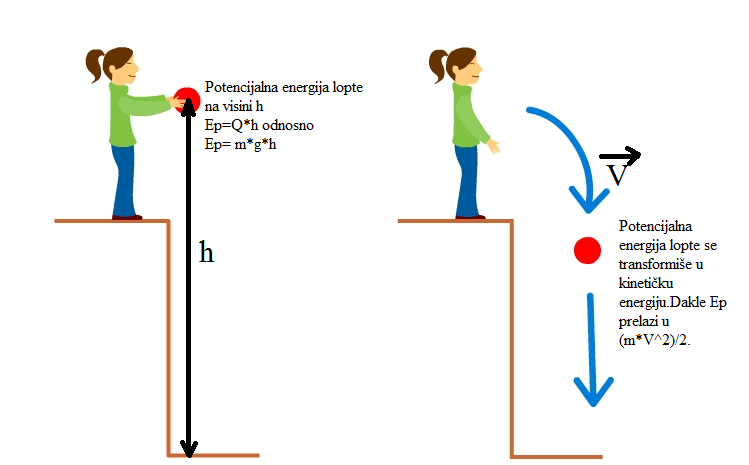 Potencijalna energija lopte
na visini h
Ep=Q*h odnosno
Ep= m*g*h
h
V
Potencijalna
energija lopte se
transformiše u
kinetičku
energiju.Dakle Ep
prelazi u
(m*V^2)/2.